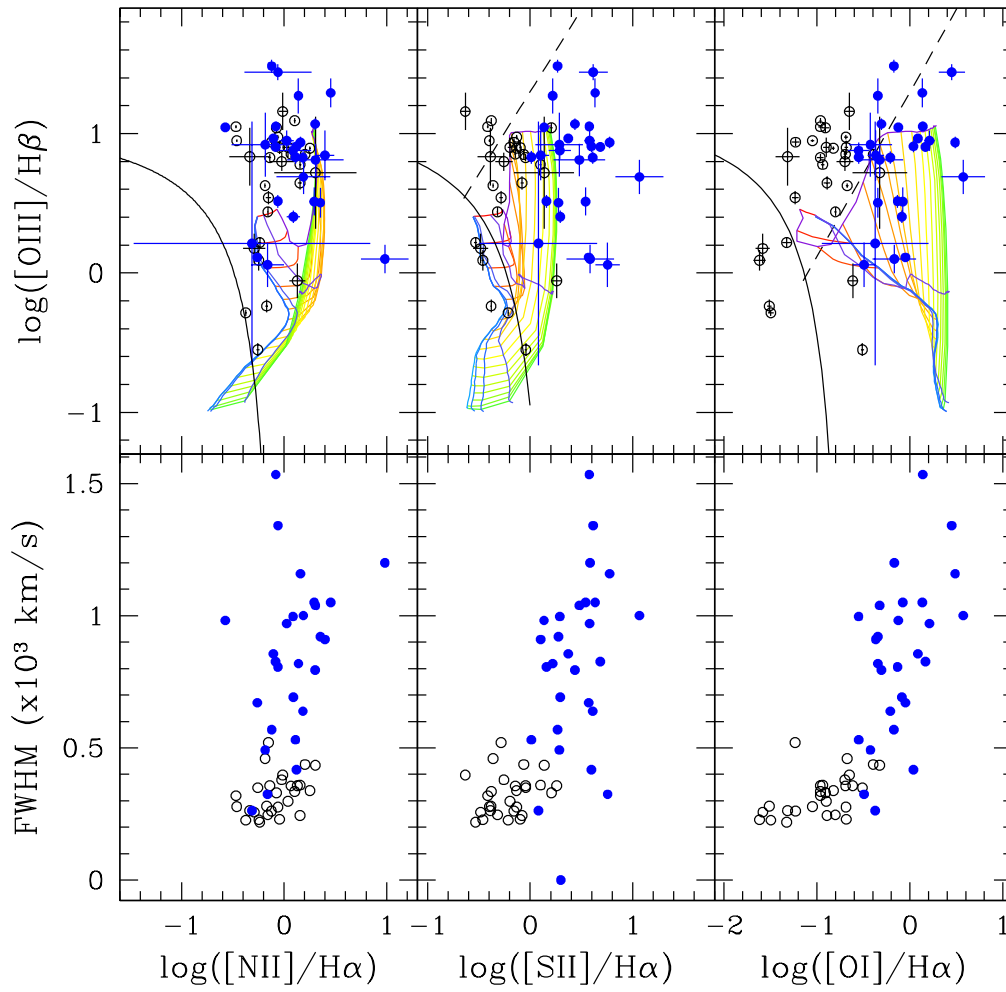 log([OIII]/Hβ)
1
0
−1
FWHM (x10³ km/s)
1.5
1
0.5
0
−1 0 1
−1 0 1
−2 −1 0 1
log([NII]/Hα)
log([SII]/Hα)
log([OI]/Hα)